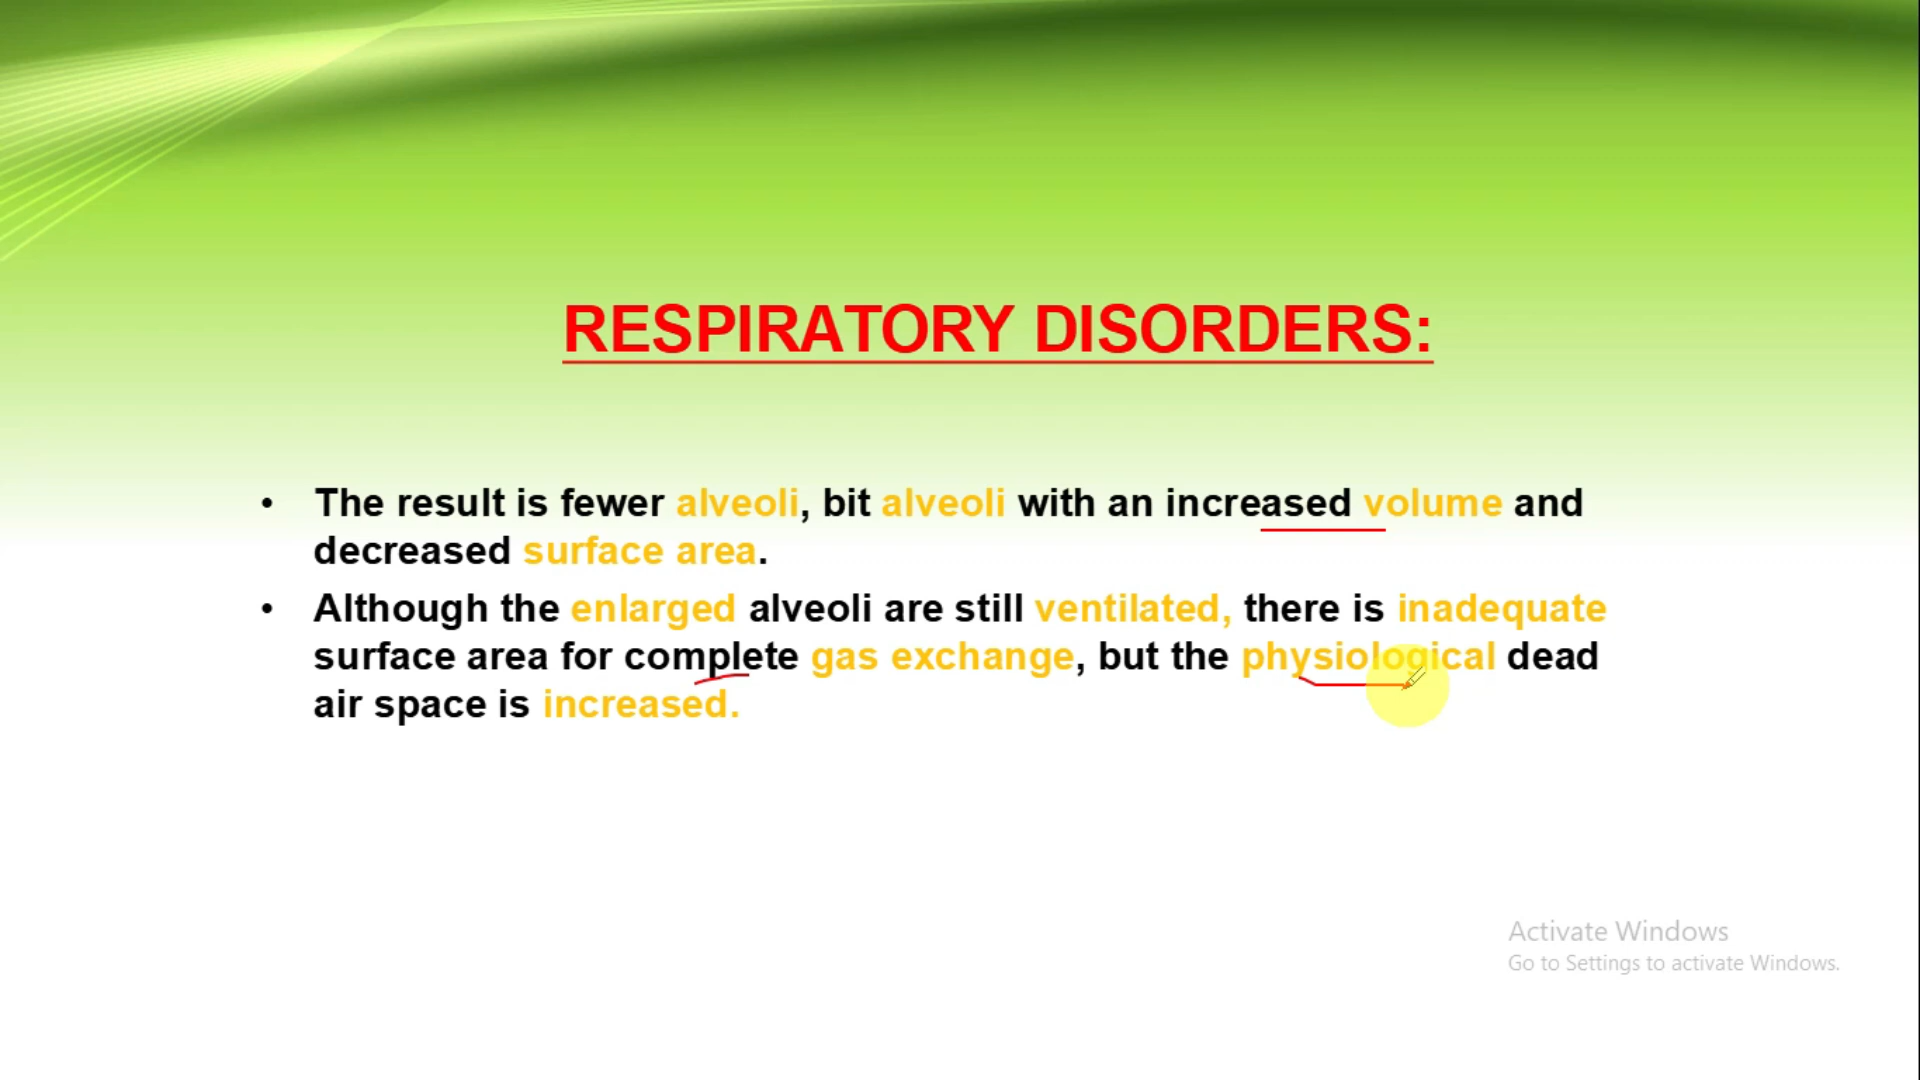 RESPIRATORY DISORDERS:
• The result is fewer alveoli, bit alveoli with an increased volume and
decreased surface area.
• Although the enlarged alveoli are still ventilated, there is inadequate
surface area for complete gas exchange, but the physiological dead
air space is increased.
Activate Windows
Go to Settings to activate Windows.